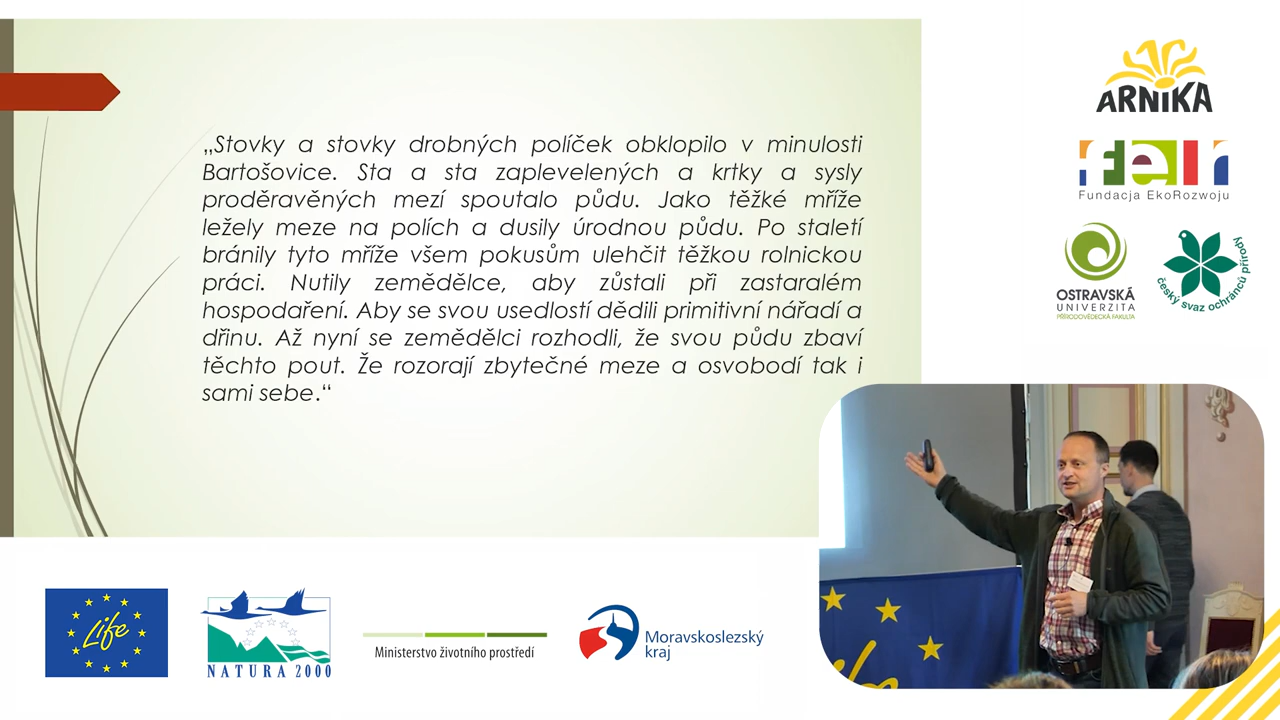 „Stovky a stovky drobných políček obklopilo v minulosti
Bartošovice. Sta a sta zaplevelených a krtky a sysly
proděravěných mezí spoutalo půdu. Jako těžké mříže
ležely meze na polích a dusily úrodnou půdu. Po staletí
bránily tyto mříže všem pokusům ulehčit těžkou rolnickou
práci. Nutily zemědělce, aby zůstali při zastaralém
hospodaření. Aby se svou usedlostí dědili primitivní nářadí a
dřinu. Až nyní se zemědělci rozhodli, že svou půdu zbaví
těchto pout. Že rozorají zbytečné meze a osvobodí tak i
sami sebe.“
ARNIKA
feri
Fundacja EkoRozwoju
OSTRAVSKÁ
UNIVERZITA
PŘÍRODOVĚDECKÁ FAKULTA
český svaz ochránců přírody
Life
NATURA 2000
Ministerstvo životního prostředí
Moravskoslezský
kraj